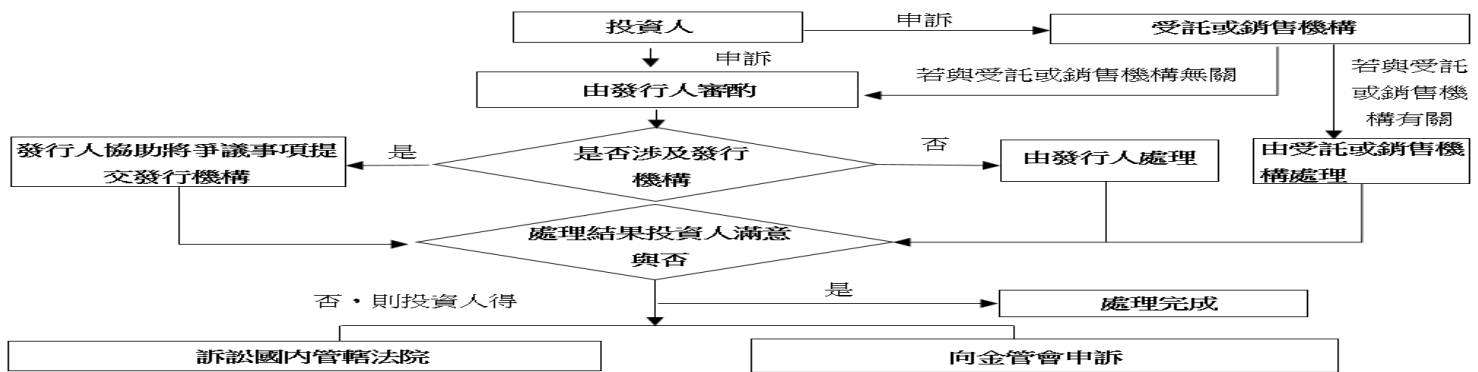 投資人
申訴
受託或銷售機構
申訴
若與受託或銷售機構無關
若與受託
或銷售機
構有關
由發行人審酌
發行人協助將爭議事項提
交發行機構
是
是否涉及發行
機構
否
由發行人處理
由受託或銷售機
構處理
處理結果投資人滿意
與否
否，則投資人得
是
處理完成
訴訟國內管轄法院
向金管會申訴